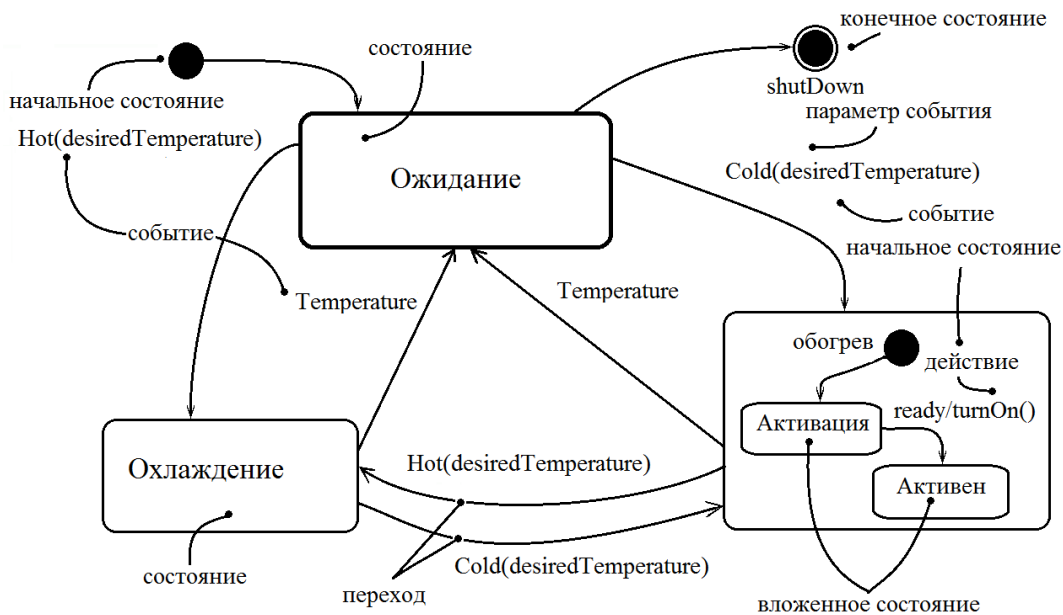 конечное состояние
состояние
shutDown
начальное состояние
параметр события
Hot(desiredTemperature)
Ожидание
Cold(desiredTemperature)
событие
событие
начальное состояние
Temperature
Temperature
обогрев
действие
ready/turnOn()
Активация
Охлаждение
Hot(desiredTemperature)
Активен
состояние
Cold(desiredTemperature)
переход
вложенное состояние